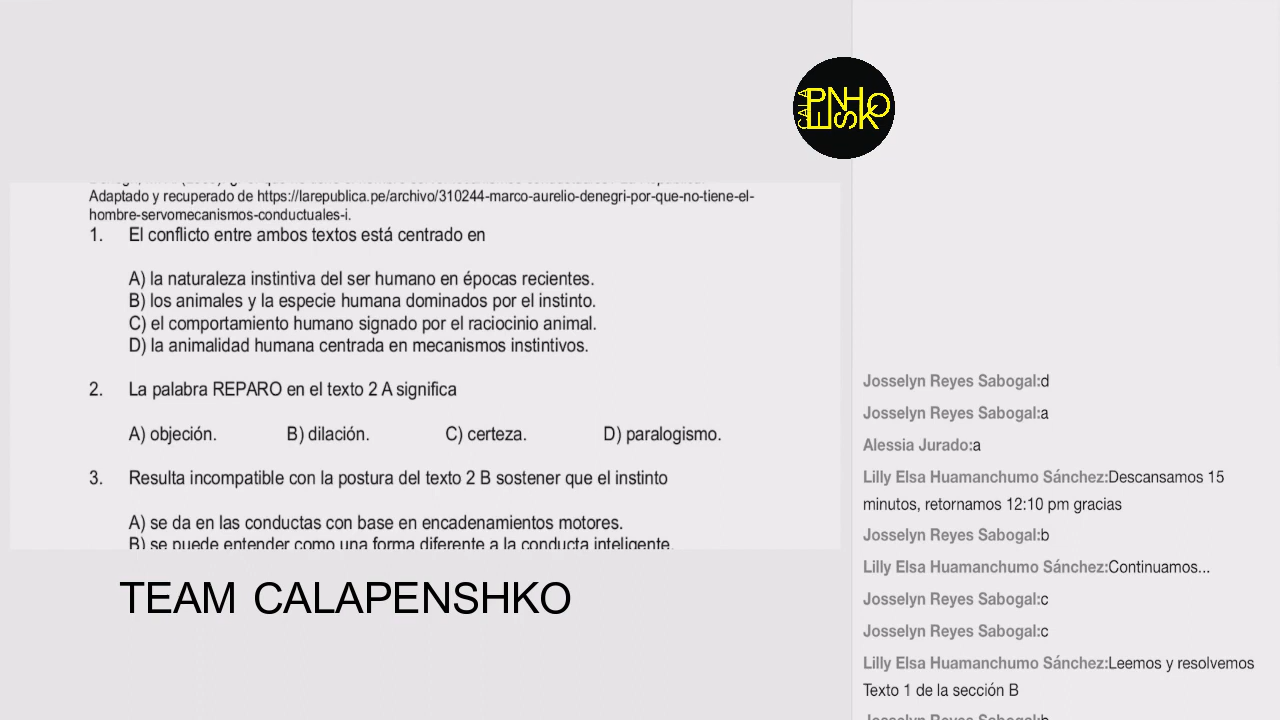 CALA
PENSHKO
Adaptado y recuperado de https://larepublica.pe/archivo/310244-marco-aurelio-denegri-por-que-no-tiene-el-
hombre-servomecanismos-conductuales-i.
1. El conflicto entre ambos textos está centrado en
A) la naturaleza instintiva del ser humano en épocas recientes.
B) los animales y la especie humana dominados por el instinto.
C) el comportamiento humano signado por el raciocinio animal.
D) la animalidad humana centrada en mecanismos instintivos.
2. La palabra REPARO en el texto 2 A significa
A) objeción. B) dilación. C) certeza. D) paralogismo.
3. Resulta incompatible con la postura del texto 2 B sostener que el instinto
A) se da en las conductas con base en encadenamientos motores.
B) se puede entender como una forma diferente a la conducta inteligente.
TEAM CALAPENSHKO
Josselyn Reyes Sabogal:d
Josselyn Reyes Sabogal:a
Alessia Jurado:a
Lilly Elsa Huamanchumo Sánchez:Descansamos 15
minutos, retornamos 12:10 pm gracias
Josselyn Reyes Sabogal:b
Lilly Elsa Huamanchumo Sánchez:Continuamos...
Josselyn Reyes Sabogal:c
Josselyn Reyes Sabogal:c
Lilly Elsa Huamanchumo Sánchez:Leemos y resolvemos
Texto 1 de la sección B
Josselyn Reyes Sabogal:b